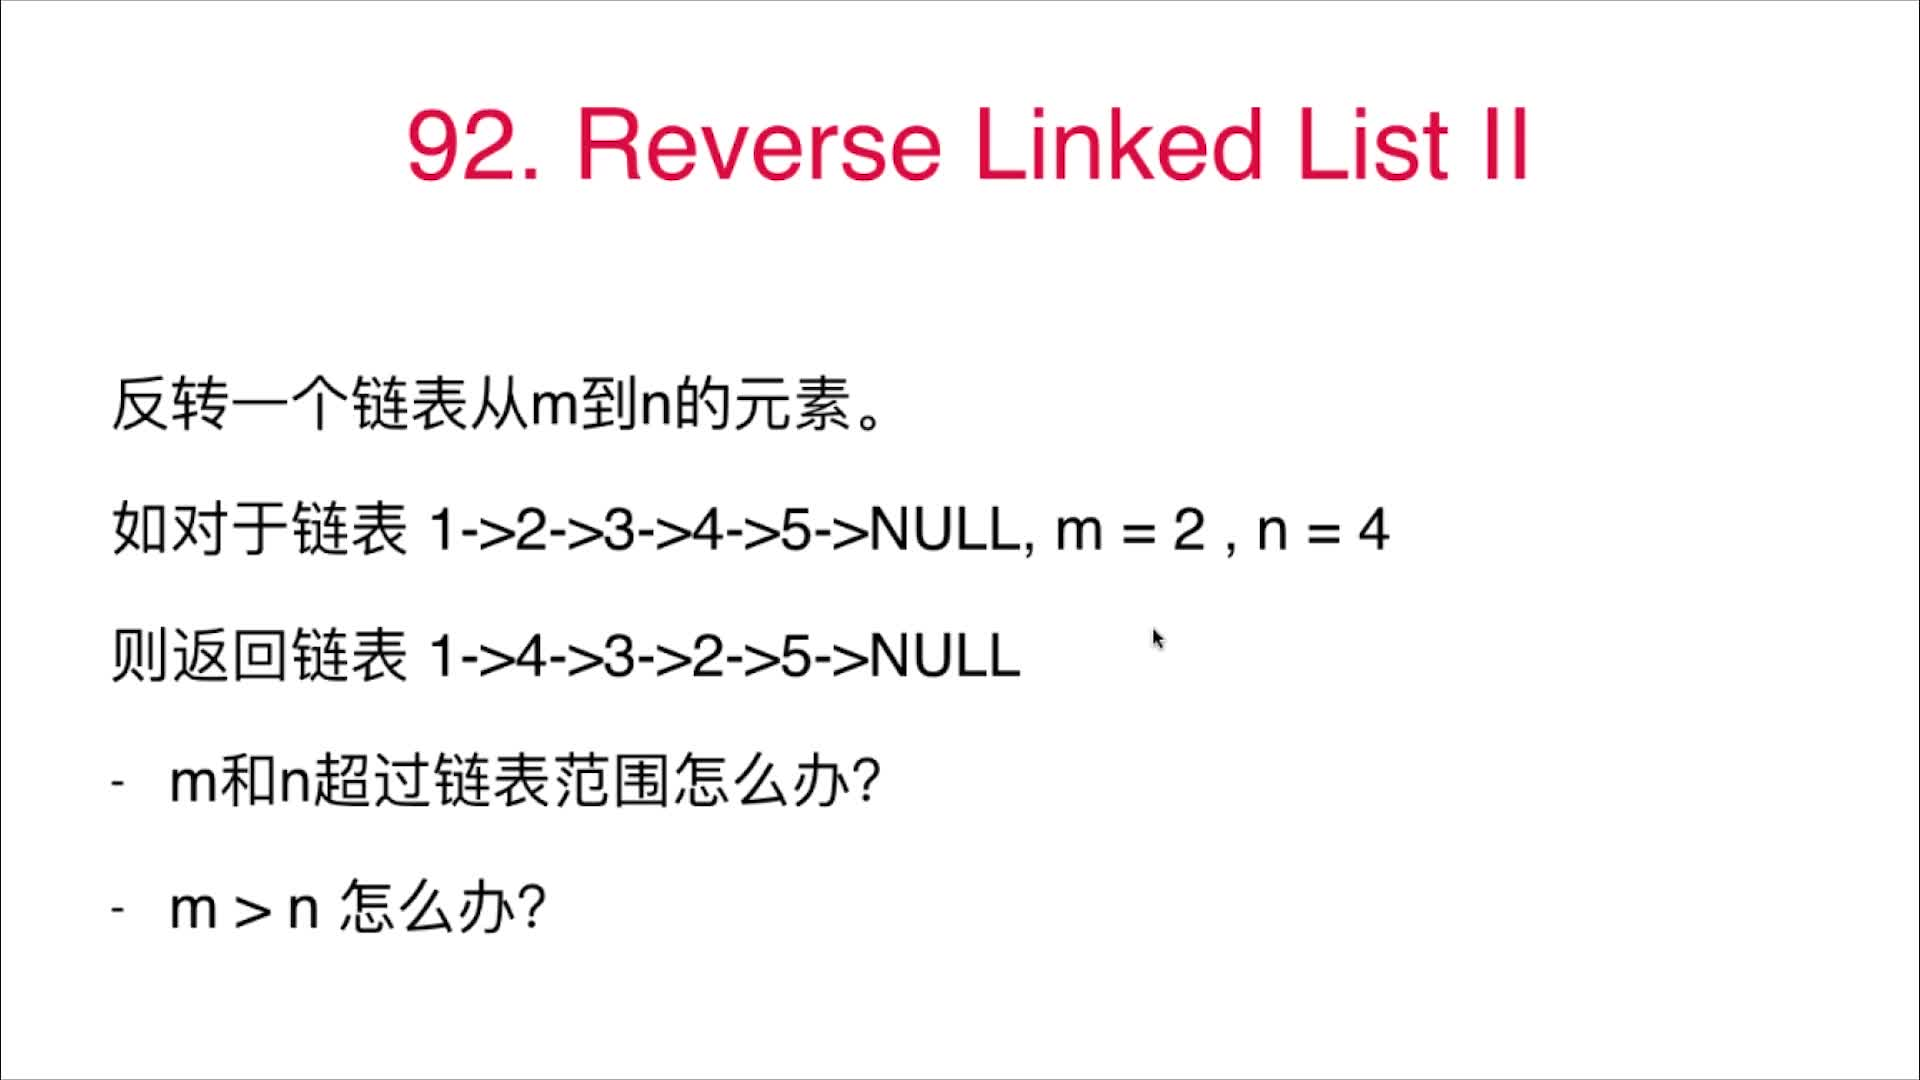 92. Reverse Linked List II
反转一个链表从m到n的元素。
如对于链表 1->2->3->4->5->NULL, m = 2 , n = 4
则返回链表 1->4->3->2->5->NULL
- m和n超过链表范围怎么办?
- m > n 怎么办?